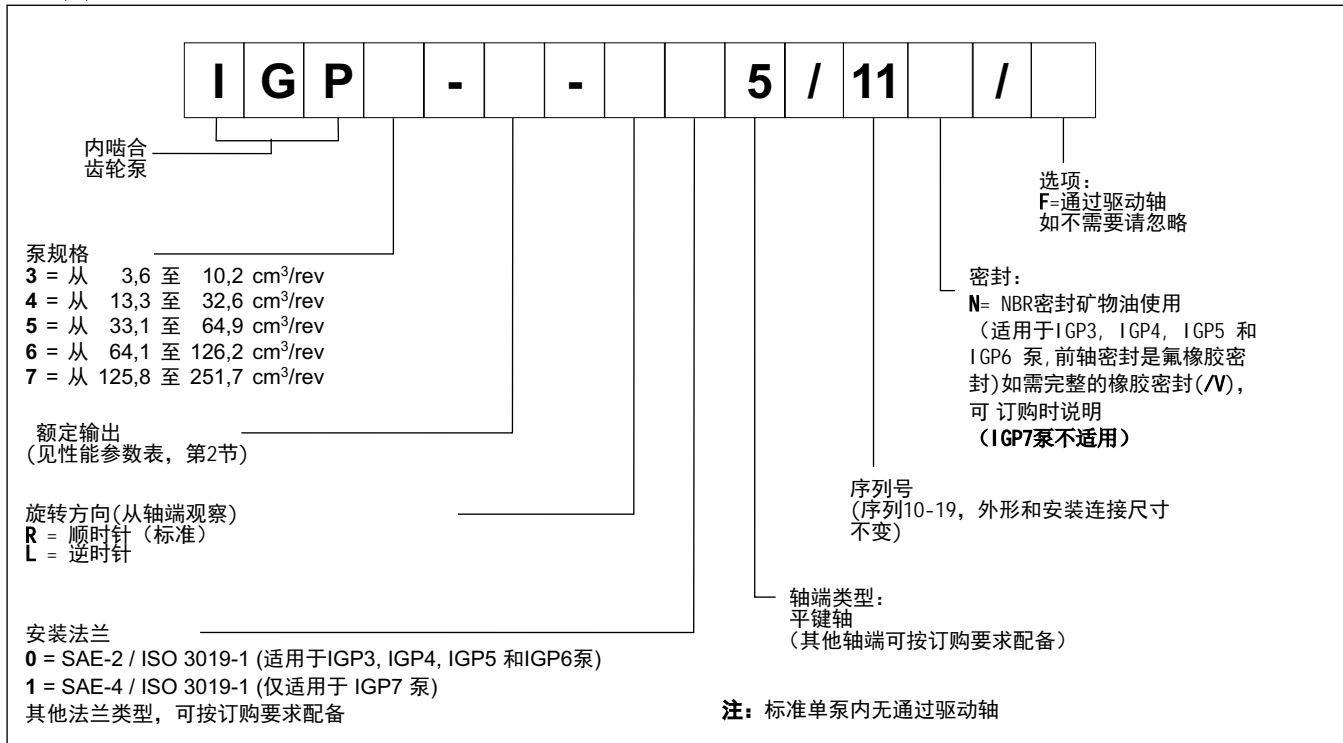 I G P - - 5 / 11 /
内啮合
齿轮泵
选项：
F=通过驱动轴
如不需要请忽略
泵规格
3 = 从 3,6 至 10,2 cm³/rev
4 = 从 13,3 至 32,6 cm³/rev
5 = 从 33,1 至 64,9 cm³/rev
6 = 从 64,1 至 126,2 cm³/rev
7 = 从 125,8 至 251,7 cm³/rev
密封：
N= NBR密封矿物油使用
（适用于IGP3, IGP4, IGP5 和
IGP6 泵,前轴密封是氟橡胶密
封)如需完整的橡胶密封(/V),
可 订购时说明
（IGP7泵不适用）
额定输出
(见性能参数表，第2节)
序列号
(序列10-19，外形和安装连接尺寸
不变)
旋转方向(从轴端观察)
R = 顺时针（标准）
L = 逆时针
轴端类型：
平键轴
（其他轴端可按订购要求配备）
安装法兰
0 = SAE-2 / ISO 3019-1 (适用于IGP3, IGP4, IGP5 和IGP6泵)
1 = SAE-4 / ISO 3019-1 (仅适用于 IGP7 泵)
其他法兰类型，可按订购要求配备
注：标准单泵内无通过驱动轴